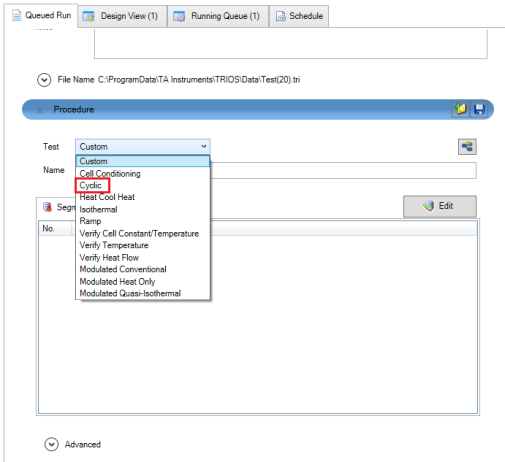 Queued Run Design View (1) Running Queue (1) Schedule
Notes
File Name C:\ProgramData\TA Instruments\TRIOS\Data\Test(20).tri
Procedure
Test Custom
Custom
Name Cell Conditioning
Cyclic
Heat Cool Heat
Segm Isothermal Edit
Ramp
No. Verify Cell Constant/Temperature
Verify Temperature
Verify Heat Flow
Modulated Conventional
Modulated Heat Only
Modulated Quasi-Isothermal
Advanced